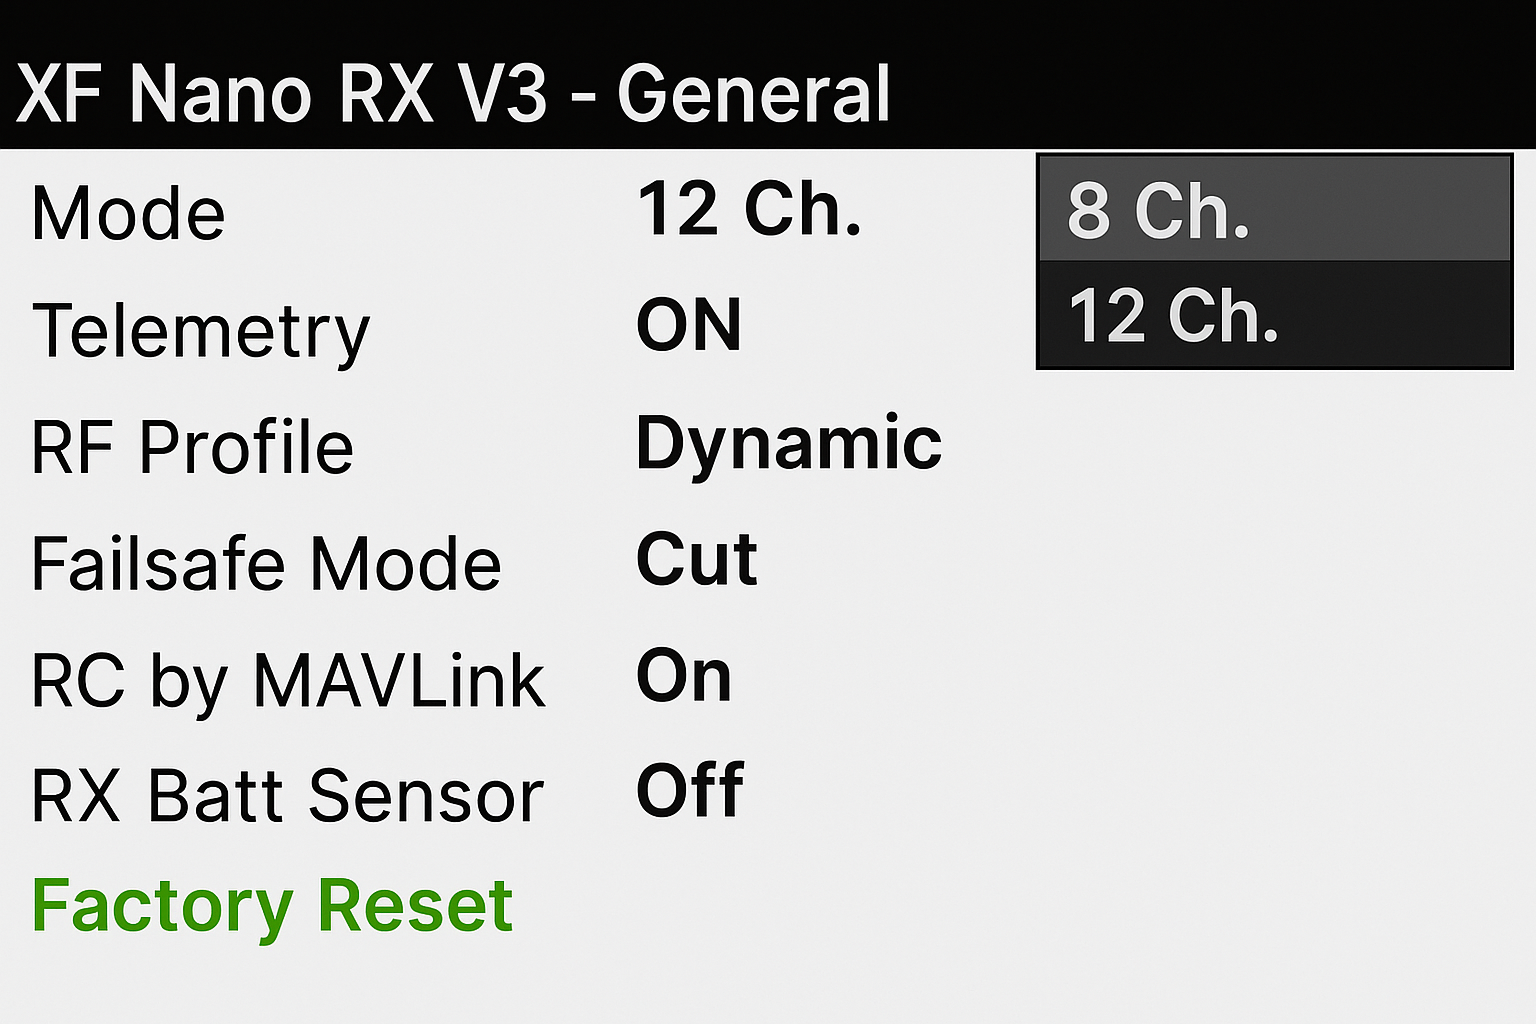 XF Nano RX V3 - General
Mode 12 Ch.
8 Ch.
Telemetry ON
12 Ch.
RF Profile Dynamic
Failsafe Mode Cut
RC by MAVLink On
RX Batt Sensor Off
Factory Reset